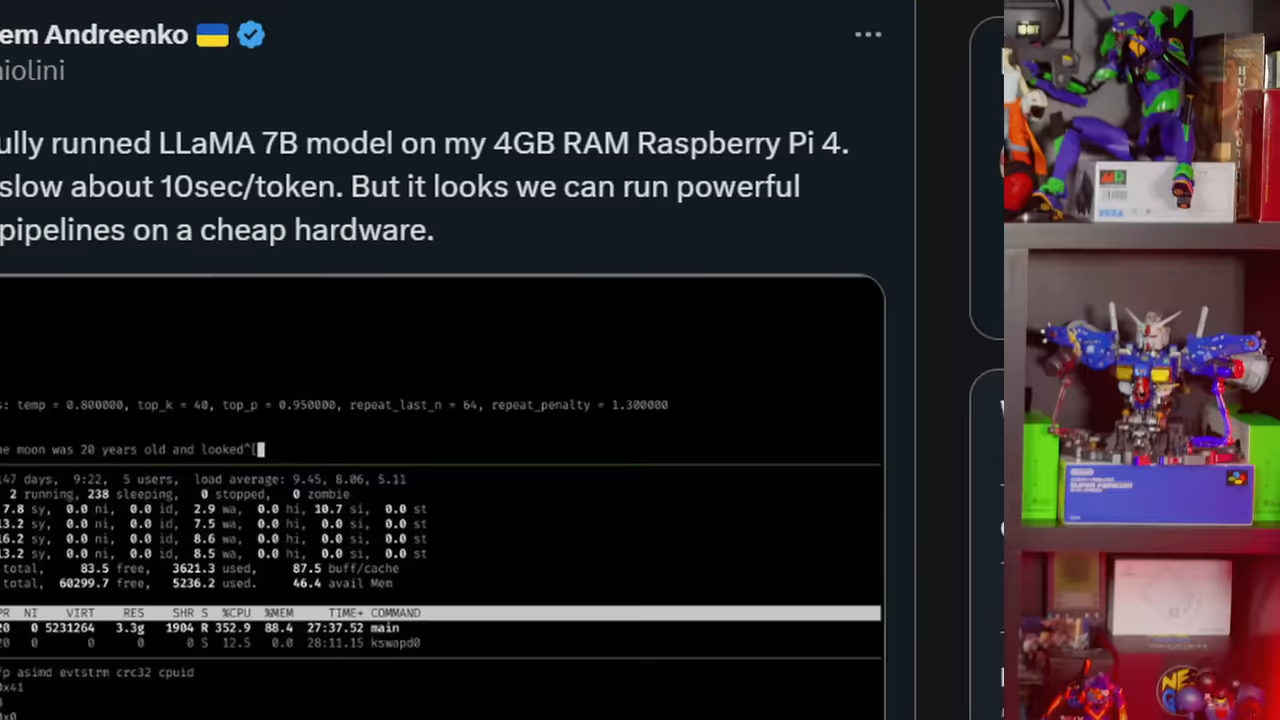 em Andreenko
iolini
ully runned LLaMA 7B model on my 4GB RAM Raspberry Pi 4.
slow about 10sec/token. But it looks we can run powerful
pipelines on a cheap hardware.
s: temp = 0.800000, top_k = 40, top_p = 0.950000, repeat_last_n = 64, repeat_penalty = 1.300000
e moon was 20 years old and looked^[
47 days, 9:22, 5 users, load average: 9.45, 8.06, 5.11
2 running, 238 sleeping, 0 stopped, 0 zombie
7.8 sy, 0.0 ni, 0.0 id, 2.9 wa, 0.0 hi, 10.7 si, 0.0 st
13.2 sy, 0.0 ni, 0.0 id, 7.5 wa, 0.0 hi, 0.0 si, 0.0 st
16.2 sy, 0.0 ni, 0.0 id, 8.6 wa, 0.0 hi, 0.0 si, 0.0 st
13.2 sy, 0.0 ni, 0.0 id, 8.5 wa, 0.0 hi, 0.0 si, 0.0 st
total, 83.5 free, 3621.3 used, 87.5 buff/cache
total, 60299.7 free, 5236.2 used. 46.4 avail Mem
PR NI VIRT RES SHR S %CPU %MEM TIME+ COMMAND
20 0 5231264 3.3g 1904 R 352.9 88.4 27:37.52 main
20 0 0 0 0 S 12.5 0.0 28:11.15 kswapd0
fp asimd evtstrm crc32 cpuid
0x41
0x0
MD
SEGA
SUPER FAMICOM